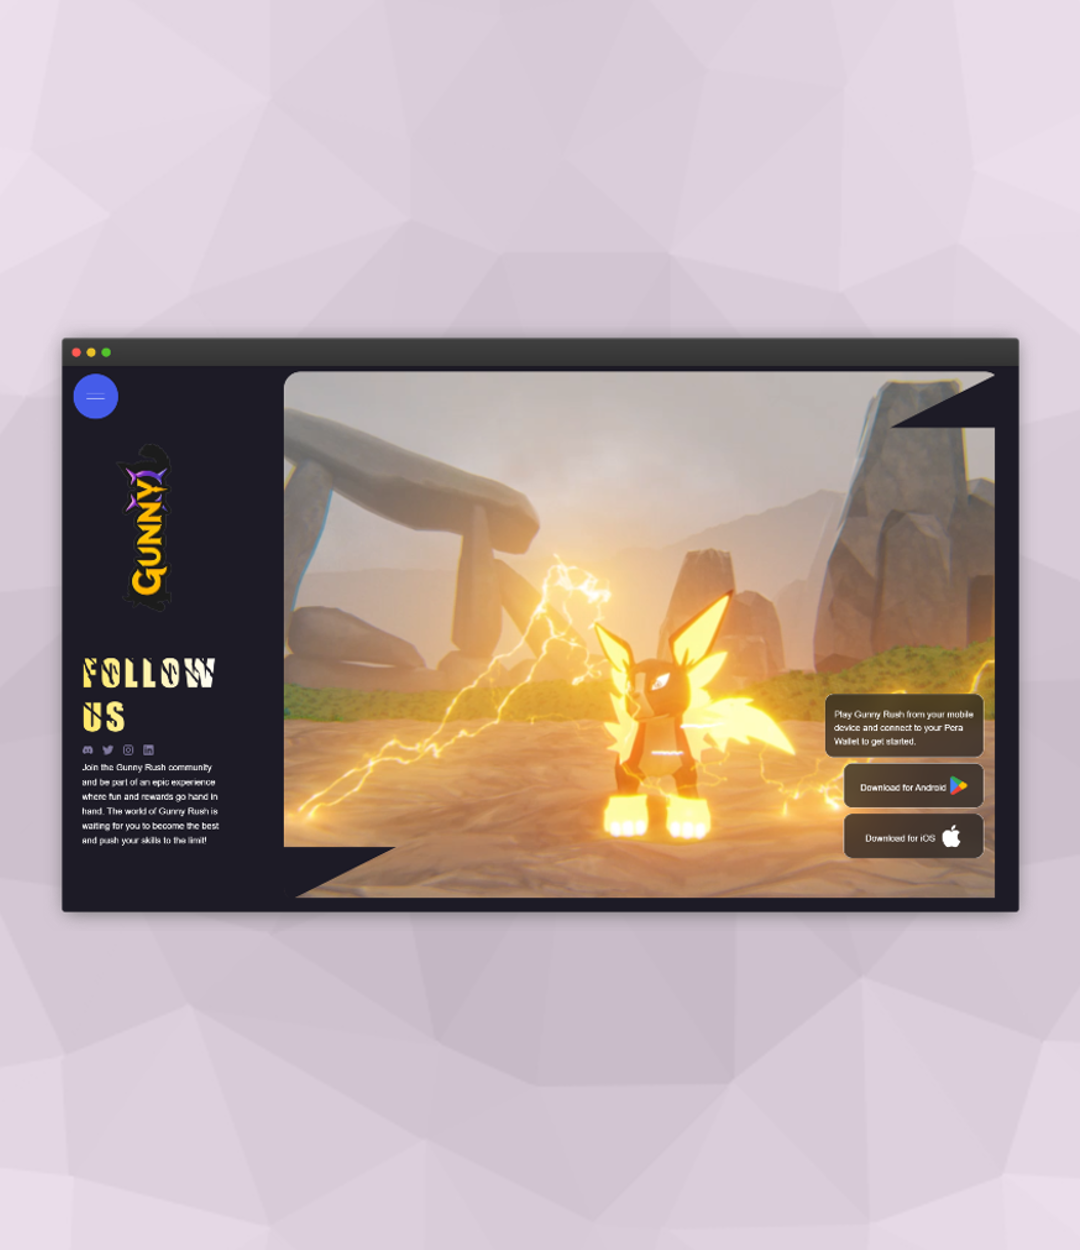 GUNNY
FOLLOW
US
Join the Gunny Rush community
and be part of an epic experience
where fun and rewards go hand in
hand. The world of Gunny Rush is
waiting for you to become the best
and push your skills to the limit!
Play Gunny Rush from your mobile
device and connect to your Pera
Wallet to get started.
Download for Android
Download for iOS